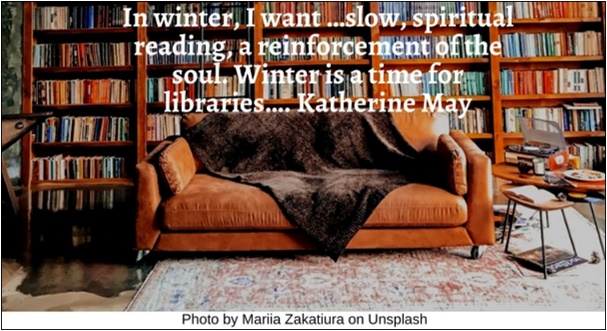 In winter, I want ...slow, spiritual
reading, a reinforcement of the
soul. Winter is a time for
libraries.... Katherine May
Photo by Mariia Zakatiura on Unsplash